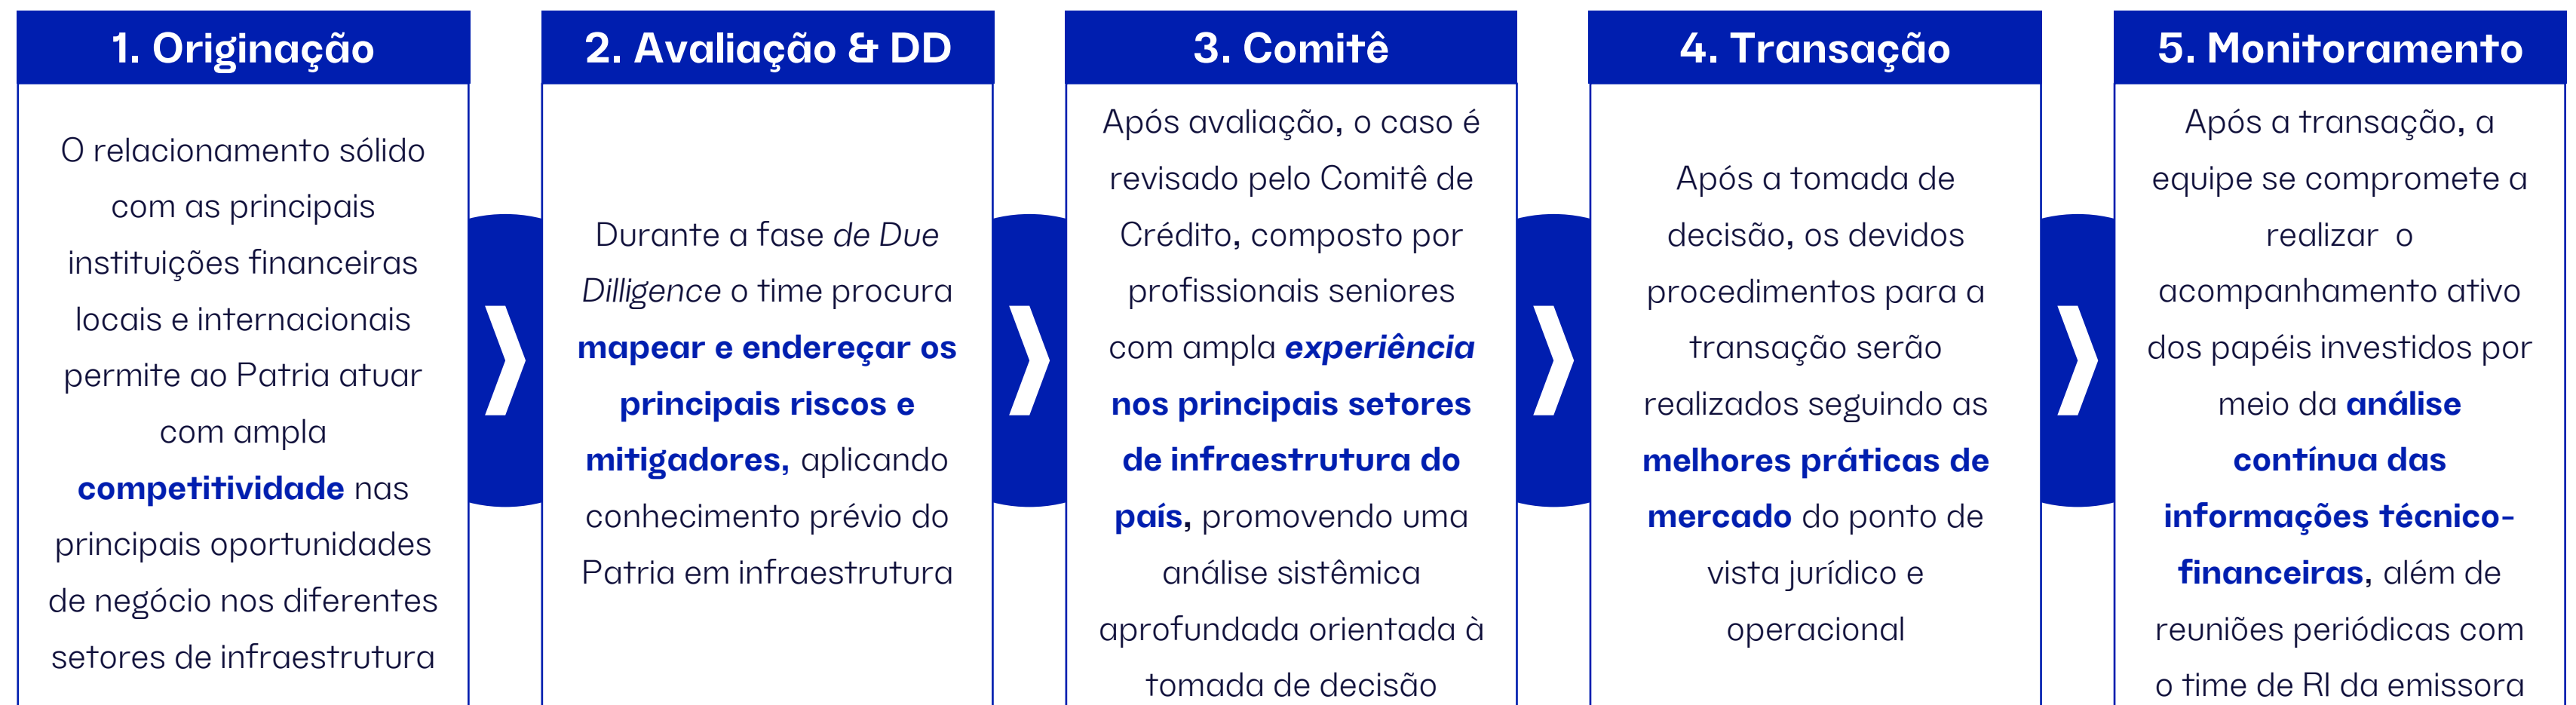 1. Originação
O relacionamento sólido
com as principais
instituições financeiras
locais e internacionais
permite ao Patria atuar
com ampla
competitividade nas
principais oportunidades
de negócio nos diferentes
setores de infraestrutura
2. Avaliação & DD
Durante a fase de Due
Dilligence o time procura
mapear e endereçar os
principais riscos e
mitigadores, aplicando
conhecimento prévio do
Patria em infraestrutura
3. Comitê
Após avaliação, o caso é
revisado pelo Comitê de
Crédito, composto por
profissionais seniores
com ampla experiência
nos principais setores
de infraestrutura do
país, promovendo uma
análise sistêmica
aprofundada orientada à
tomada de decisão
4. Transação
Após a tomada de
decisão, os devidos
procedimentos para a
transação serão
realizados seguindo as
melhores práticas de
mercado do ponto de
vista jurídico e
operacional
5. Monitoramento
Após a transação, a
equipe se compromete a
realizar o
acompanhamento ativo
dos papéis investidos por
meio da análise
contínua das
informações técnico-
financeiras, além de
reuniões periódicas com
o time de RI da emissora